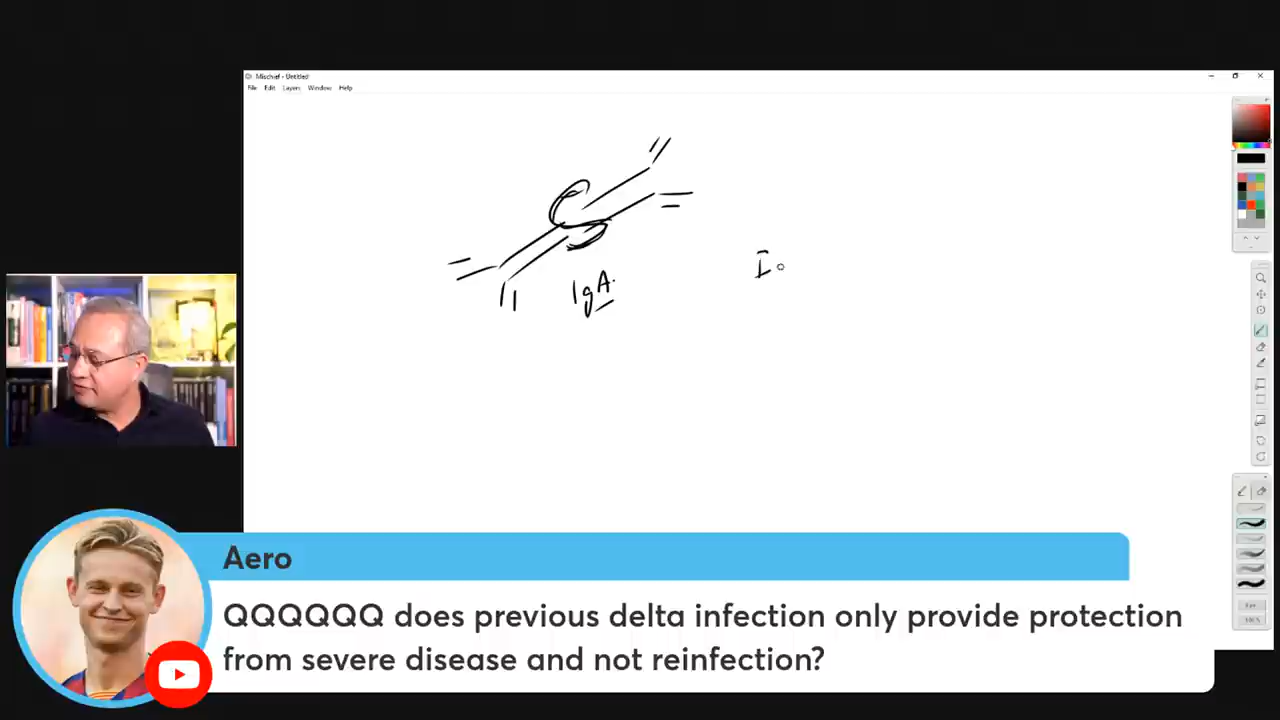 Mischief - Untitled
File Edit Layers Window Help
IgA
Aero
QQQQQQ does previous delta infection only provide protection
from severe disease and not reinfection?